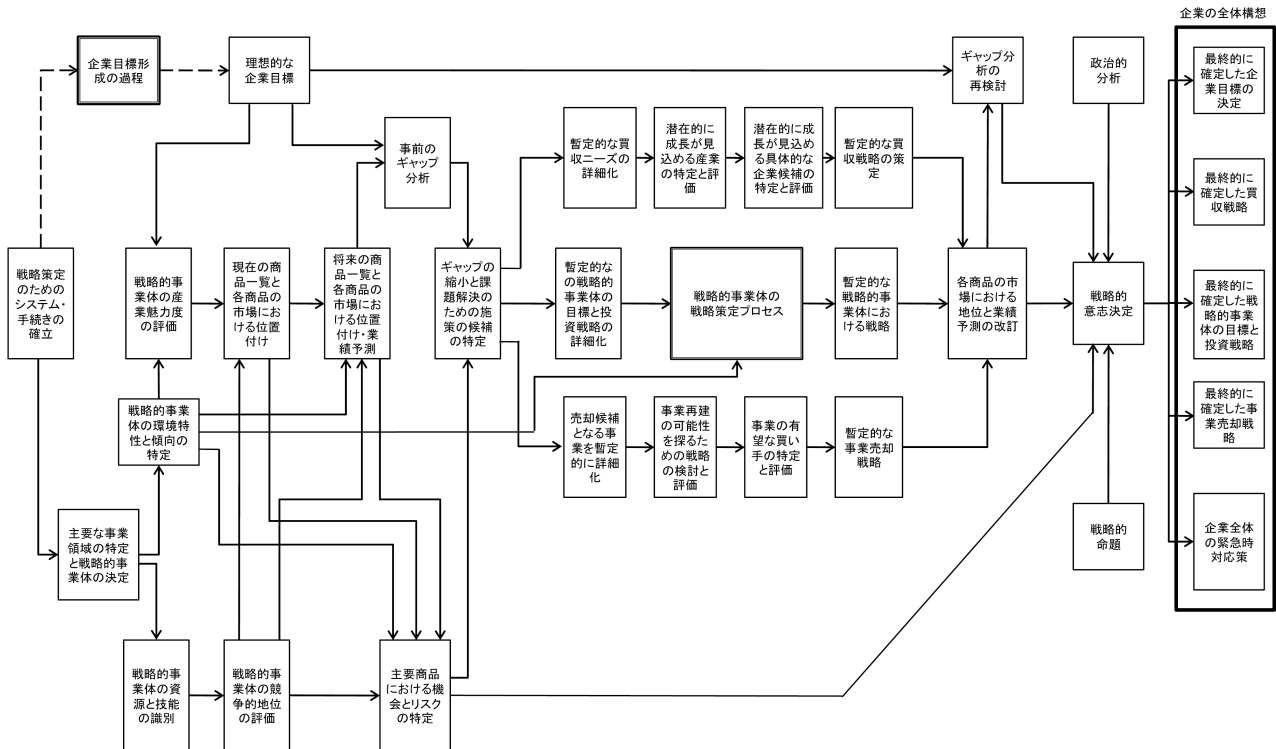 企業の全体構想
企業目標形
成の過程
理想的な
企業目標
ギャップ分
析の
再検討
政治的
分析
最終的に
確定した企
業目標の
決定
事前の
ギャップ
分析
暫定的な買
収ニーズの
詳細化
潜在的に
成長が見
込める産業
の特定と評
価
潜在的に成
長が見込め
る具体的な
企業候補の
特定と評価
暫定的な買
収戦略の策
定
最終的に
確定した買
収戦略
戦略策定
のための
システム・
手続きの
確立
戦略的事
業体の産
業魅力度
の評価
現在の商
品一覧と
各商品の
市場にお
ける位置
付け
将来の商
品一覧と
各商品の
市場にお
ける位置
付け・業
績予測
ギャップの
縮小と課
題解決の
ための施
策の候補
の特定
暫定的な
の戦略的
事業体の
目標と投
資戦略の
詳細化
戦略的事業体の
戦略策定プロセス
暫定的な
な戦略的
事業体に
おける戦略
各商品の市
場における
地位と業績
予測の改訂
戦略的
意志決定
最終的に
確定した戦
略的事業
体の目標と
投資戦略
戦略的事業
体の環境特
性と傾向の
特定
売却候補
となる事
業を暫定
的に詳細
化
事業再建
の可能性
を探るた
めの戦略
の検討と
評価
事業の有
望な買い
手の特定
と評価
暫定的な
事業売却
戦略
最終的に
確定した事
業売却戦
略
主要な事業
領域の特定
と戦略的事
業体の決定
戦略的
命題
企業全体
の緊急時
対応策
戦略的事
業体の資
源と技能
の識別
戦略的事
業体の競
争的地位
の評価
主要商品
における機
会とリスク
の特定